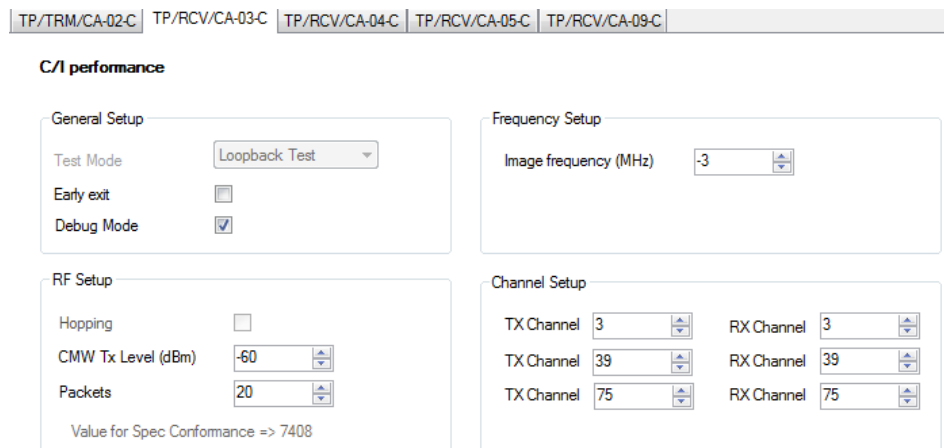 TP/TRM/CA-02-C TP/RCV/CA-03-C TP/RCV/CA-04-C TP/RCV/CA-05-C TP/RCV/CA-09-C
C/I performance
General Setup
Test Mode Loopback Test
Early exit
Debug Mode
Frequency Setup
Image frequency (MHz) -3
RF Setup
Hopping
CMW Tx Level (dBm) -60
Packets 20
Value for Spec Conformance => 7408
Channel Setup
TX Channel 3 RX Channel 3
TX Channel 39 RX Channel 39
TX Channel 75 RX Channel 75